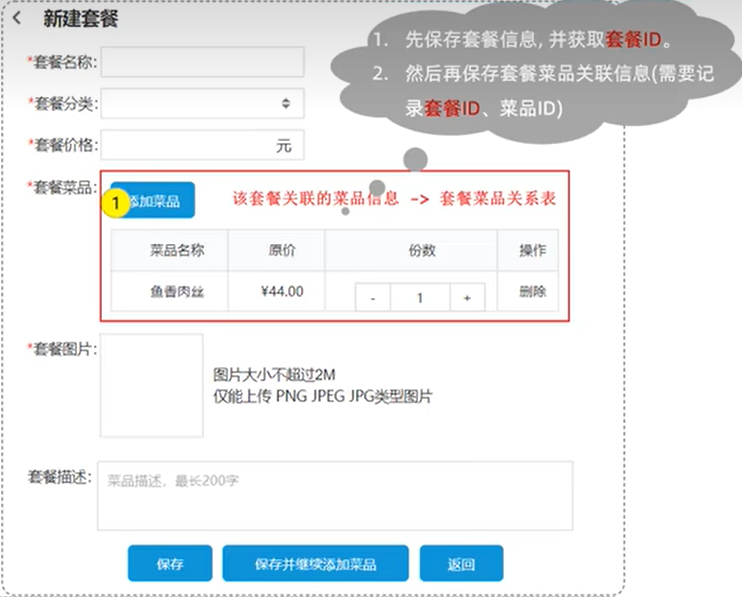 新建套餐
1. 先保存套餐信息, 并获取套餐ID。
2. 然后再保存套餐菜品关联信息(需要记
录套餐ID、菜品ID)
*套餐名称:
*套餐分类:
*套餐价格:
元
*套餐菜品:
1
添加菜品
该套餐关联的菜品信息 -> 套餐菜品关系表
菜品名称 原价 份数 操作
鱼香肉丝 ¥44.00 - 1 + 删除
*套餐图片:
图片大小不超过2M
仅能上传 PNG JPEG JPG类型图片
套餐描述:
菜品描述，最长200字
保存 保存并继续添加菜品 返回